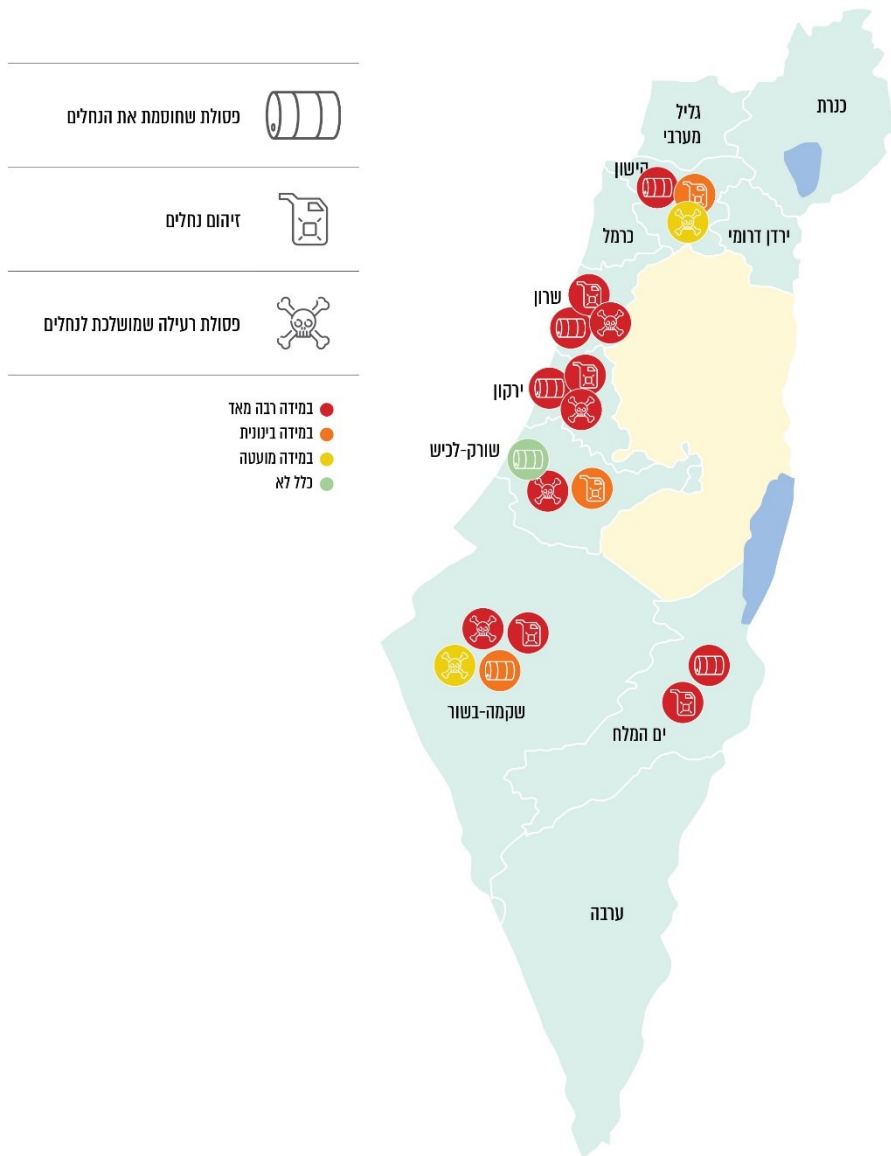 פסולת שחוסמת את הנחלים
זיהום נחלים
פסולת רעילה שמושלכת לנחלים
במידה רבה מאד
במידה בינונית
במידה מועטה
כלל לא
כנרת
גליל
מערבי
קישון
ירדן דרומי
כרמל
שרון
ירקון
שורק-לכיש
שקמה-בשור
ים המלח
ערבה